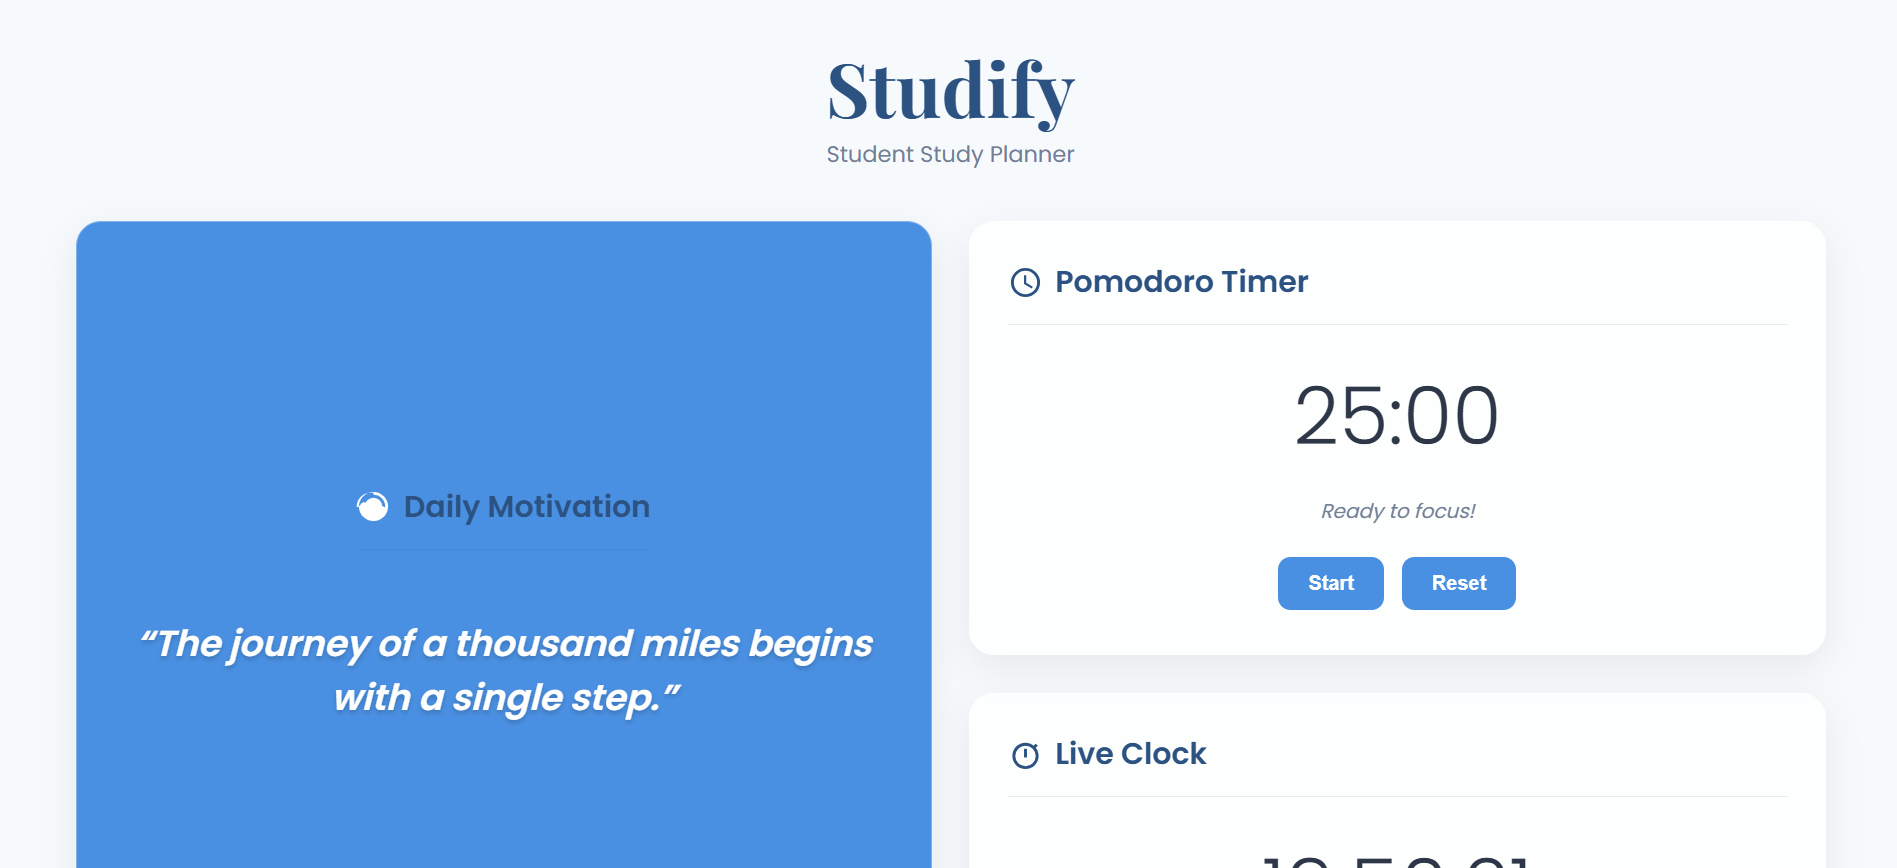 Studify
Student Study Planner
Daily Motivation
“The journey of a thousand miles begins
with a single step.”
Pomodoro Timer
25:00
Ready to focus!
Start Reset
Live Clock